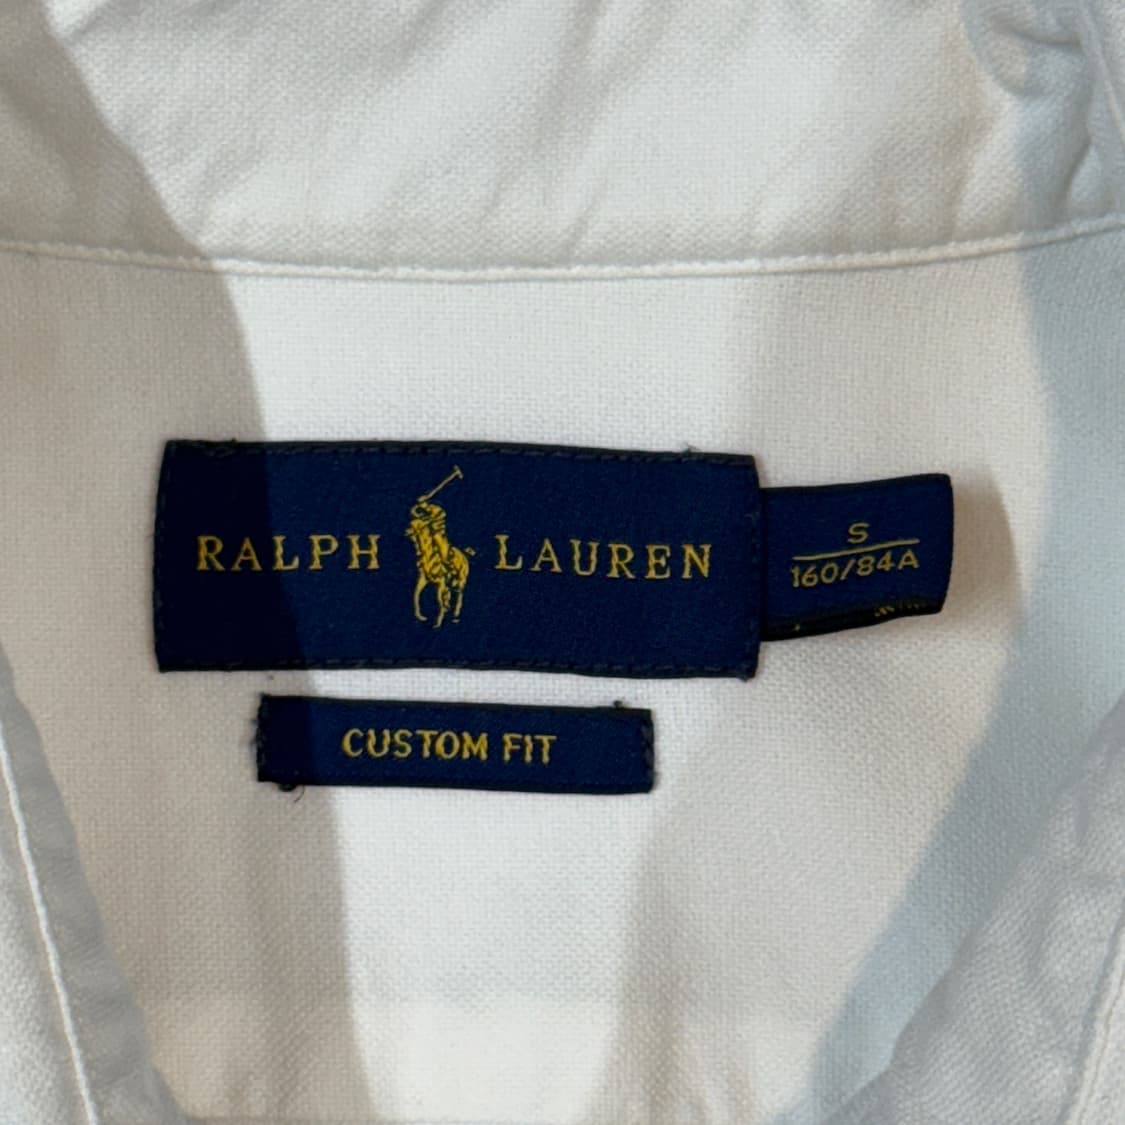 RALPH LAUREN
S
160/84A
CUSTOM FIT